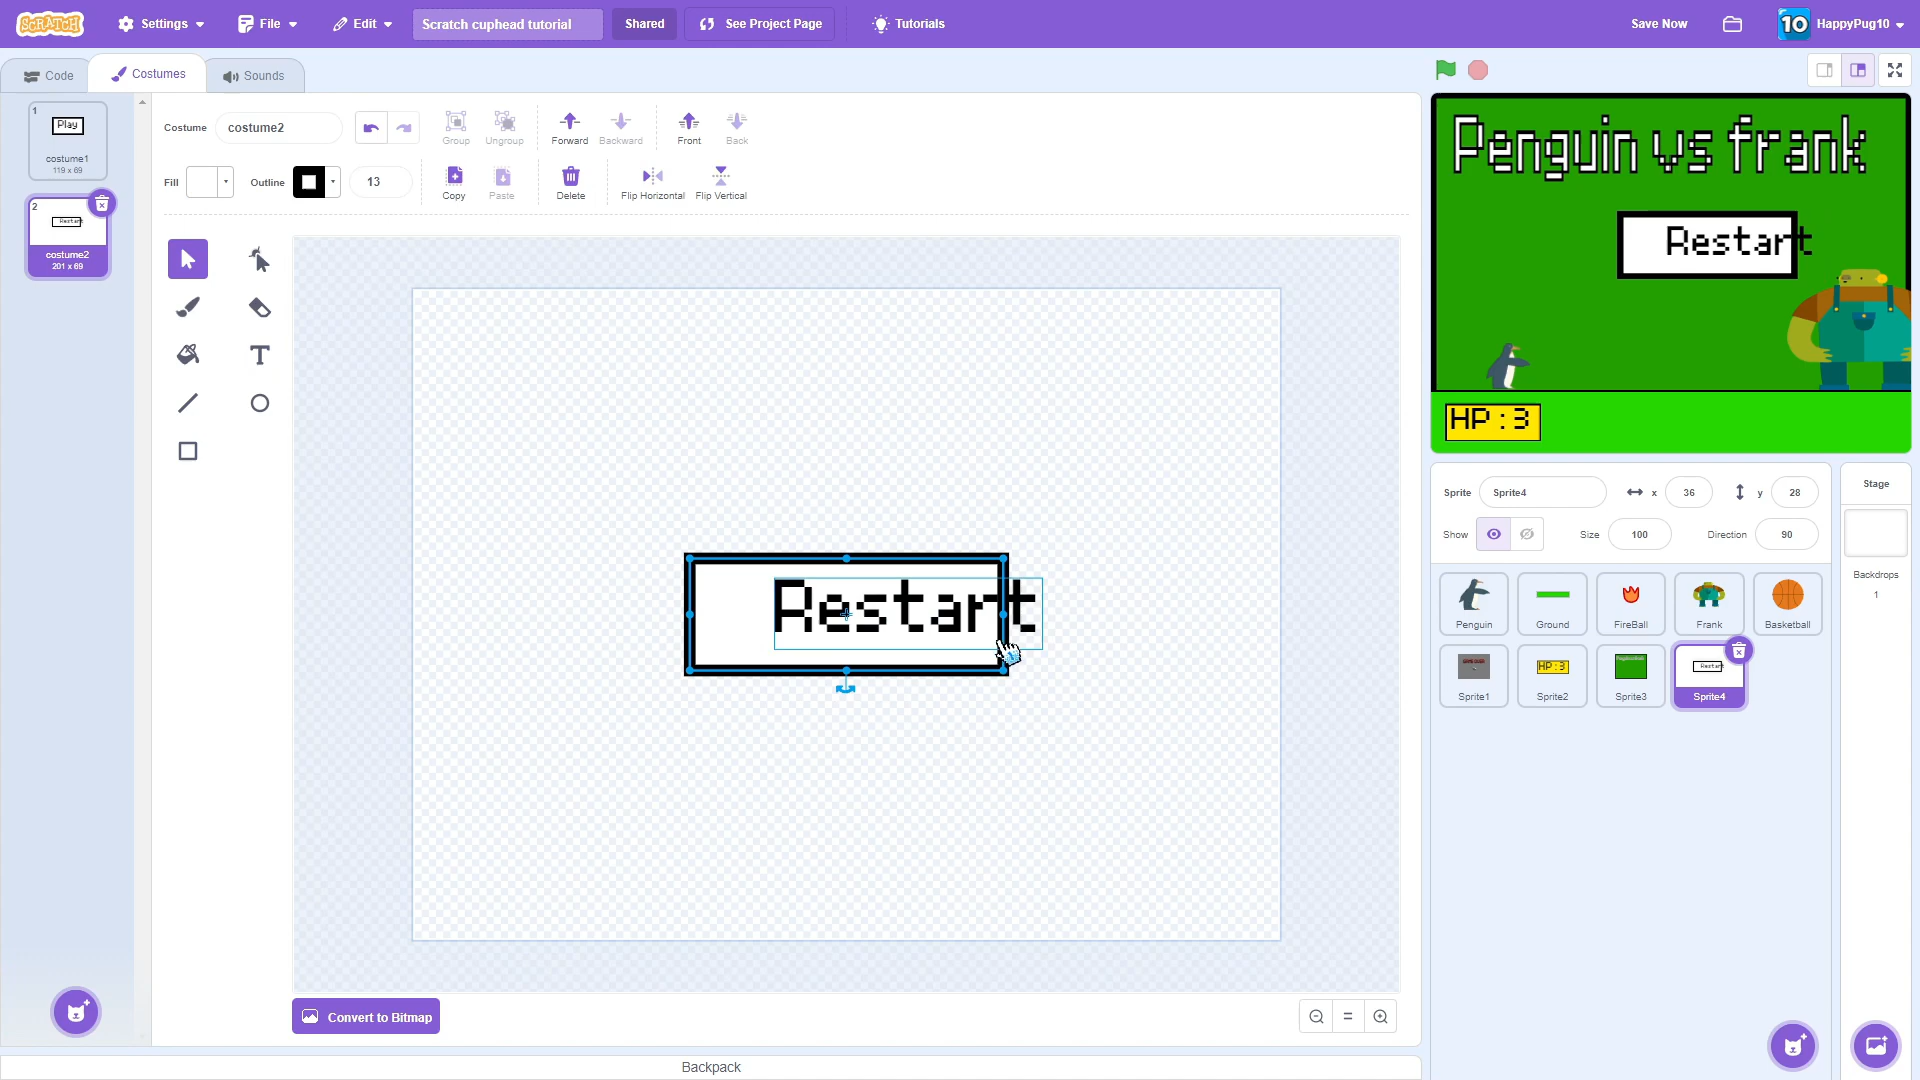 SCRATCH Settings File Edit Scratch cuphead tutorial Shared See Project Page Tutorials Save Now 10 HappyPug10
Code Costumes Sounds
1
Play
costume1
119 x 69
2
Restart
costume2
201 x 69
Costume costume2 Group Ungroup Forward Backward Front Back
Fill Outline 13 Copy Paste Delete Flip Horizontal Flip Vertical
T
Restart
Convert to Bitmap
=
Backpack
Penguin vs frank
Restart
HP:3
Sprite Sprite4 x 36 y 28
Show Size 100 Direction 90
Penguin Ground FireBall Frank Basketball
GAME OVER HP:3 Restart
Sprite1 Sprite2 Sprite3 Sprite4
Stage
Backdrops
1